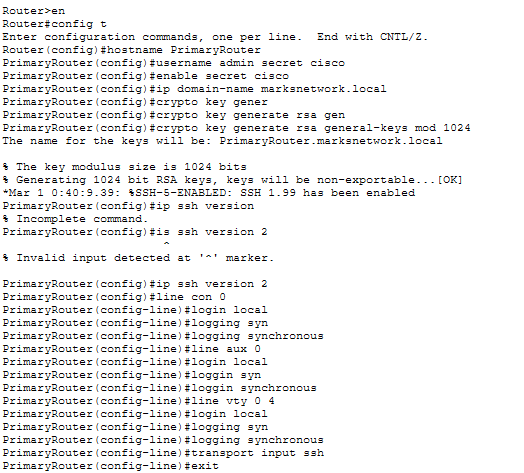 Router>en
Router#config t
Enter configuration commands, one per line.  End with CNTL/Z.
Router(config)#hostname PrimaryRouter
PrimaryRouter(config)#username admin secret cisco
PrimaryRouter(config)#enable secret cisco
PrimaryRouter(config)#ip domain-name marksnetwork.local
PrimaryRouter(config)#crypto key gener
PrimaryRouter(config)#crypto key generate rsa gen
PrimaryRouter(config)#crypto key generate rsa general-keys mod 1024
The name for the keys will be: PrimaryRouter.marksnetwork.local

% The key modulus size is 1024 bits
% Generating 1024 bit RSA keys, keys will be non-exportable...[OK]
*Mar 1 0:40:9.39: %SSH-5-ENABLED: SSH 1.99 has been enabled
PrimaryRouter(config)#ip ssh version
% Incomplete command.
PrimaryRouter(config)#is ssh version 2
                       ^
% Invalid input detected at '^' marker.

PrimaryRouter(config)#ip ssh version 2
PrimaryRouter(config)#line con 0
PrimaryRouter(config-line)#login local
PrimaryRouter(config-line)#logging syn
PrimaryRouter(config-line)#logging synchronous
PrimaryRouter(config-line)#line aux 0
PrimaryRouter(config-line)#login local
PrimaryRouter(config-line)#loggin syn
PrimaryRouter(config-line)#loggin synchronous
PrimaryRouter(config-line)#line vty 0 4
PrimaryRouter(config-line)#login local
PrimaryRouter(config-line)#logging syn
PrimaryRouter(config-line)#logging synchronous
PrimaryRouter(config-line)#transport input ssh
PrimaryRouter(config-line)#exit